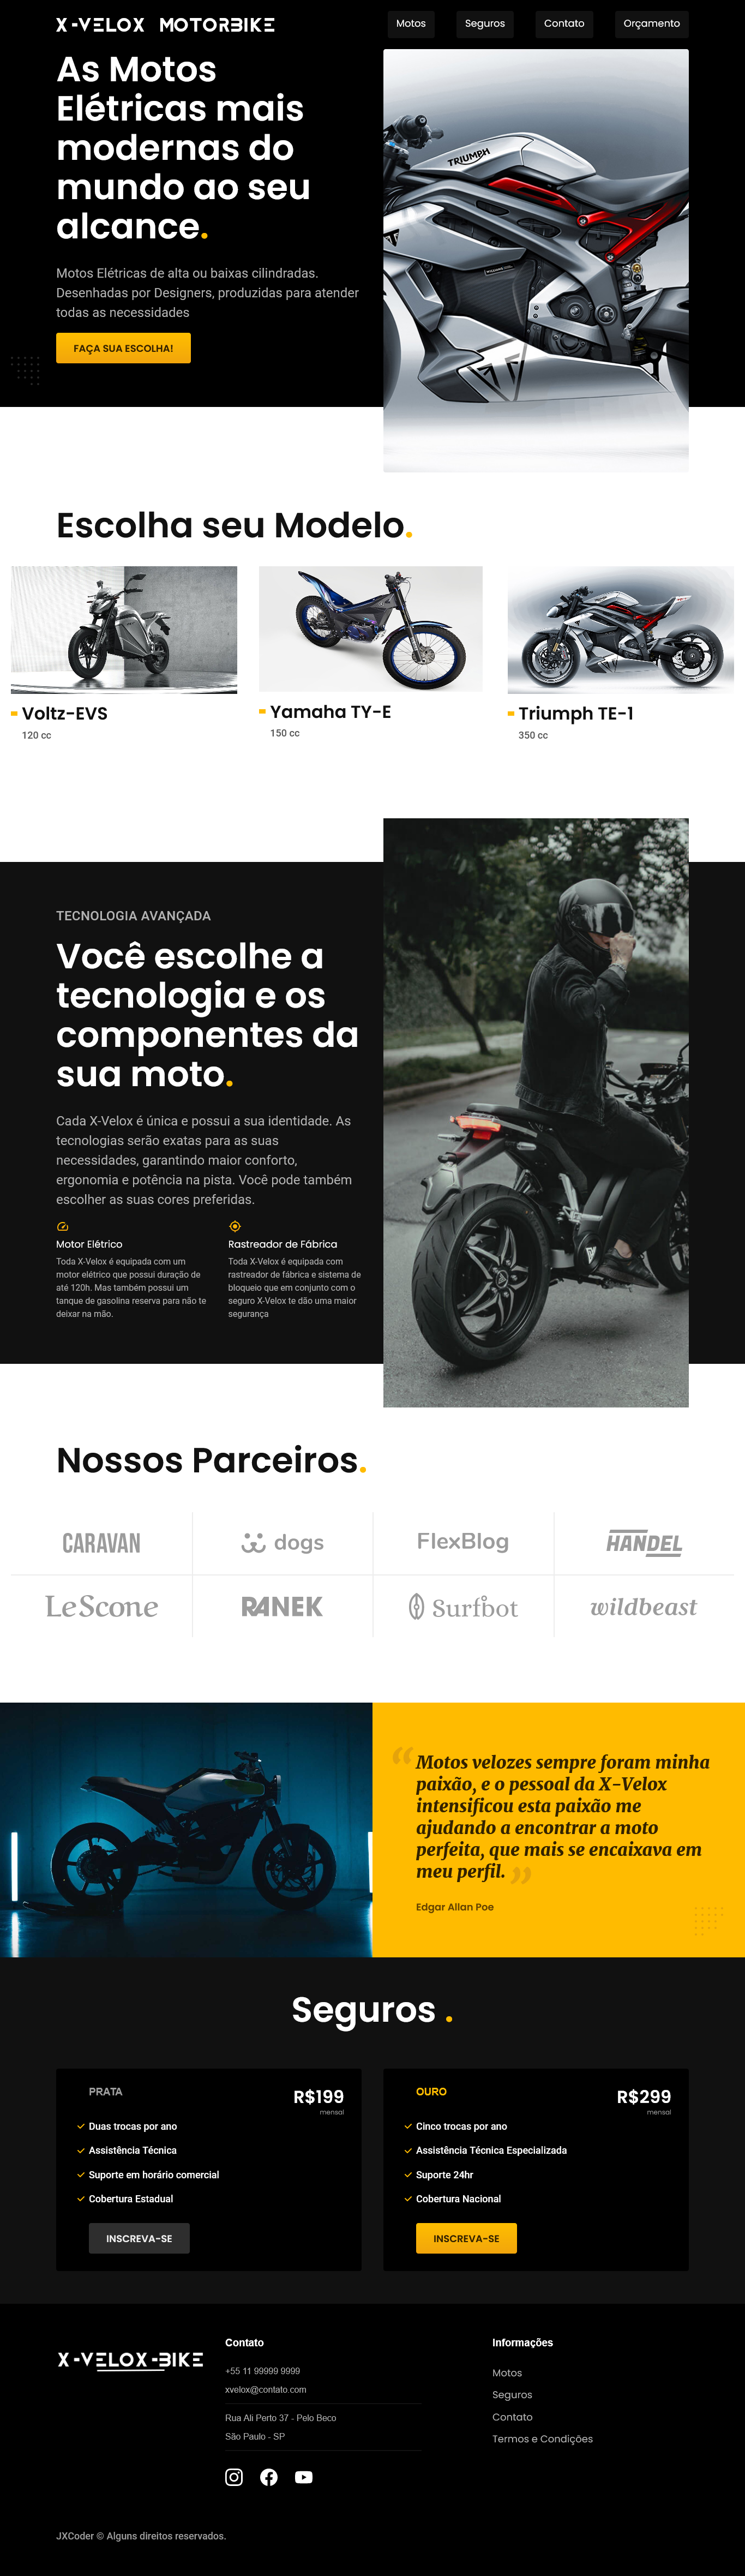 X-VELOX MOTORBIKE
Motos
Seguros
Contato
Orçamento
As Motos
Elétricas mais
modernas do
mundo ao seu
alcance.
Motos Elétricas de alta ou baixas cilindradas.
Desenhadas por Designers, produzidas para atender
todas as necessidades
FAÇA SUA ESCOLHA!
TRIUMPH
Escolha seu Modelo.
Voltz-EVS
120 cc
Yamaha TY-E
150 cc
Triumph TE-1
350 cc
TECNOLOGIA AVANÇADA
Você escolhe a
tecnologia e os
componentes da
sua moto.
Cada X-Velox é única e possui a sua identidade. As
tecnologias serão exatas para as suas
necessidades, garantindo maior conforto,
ergonomia e potência na pista. Você pode também
escolher as suas cores preferidas.
Motor Elétrico
Toda X-Velox é equipada com um
motor elétrico que possui duração de
até 120h. Mas também possui um
tanque de gasolina reserva para não te
deixar na mão.
Rastreador de Fábrica
Toda X-Velox é equipada com
rastreador de fábrica e sistema de
bloqueio que em conjunto com o
seguro X-Velox te dão uma maior
segurança
Nossos Parceiros.
CARAVAN
dogs
FlexBlog
HANDEL
LeScone
RANEK
Surfbot
wildbeast
“Motos velozes sempre foram minha
paixão, e o pessoal da X-Velox
intensificou esta paixão me
ajudando a encontrar a moto
perfeita, que mais se encaixava em
meu perfil. ”
Edgar Allan Poe
Seguros .
PRATA
R$199
mensal
Duas trocas por ano
Assistência Técnica
Suporte em horário comercial
Cobertura Estadual
INSCREVA-SE
OURO
R$299
mensal
Cinco trocas por ano
Assistência Técnica Especializada
Suporte 24hr
Cobertura Nacional
INSCREVA-SE
X-VELOX-BIKE
Contato
+55 11 99999 9999
xvelox@contato.com
Rua Ali Perto 37 - Pelo Beco
São Paulo - SP
Informações
Motos
Seguros
Contato
Termos e Condições
JXCoder © Alguns direitos reservados.